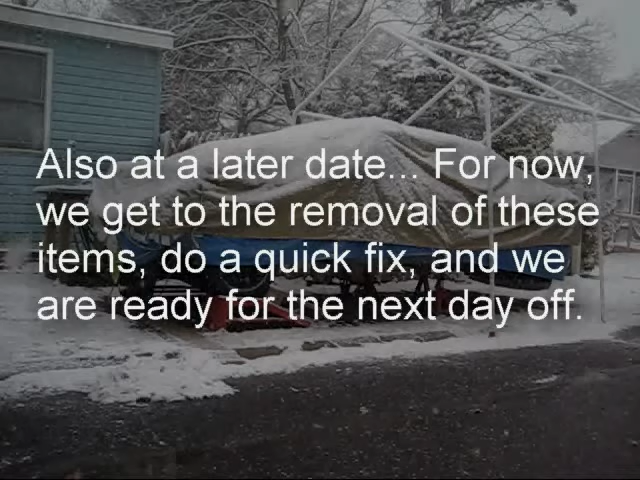 Also at a later date... For now,
we get to the removal of these
items, do a quick fix, and we
are ready for the next day off.